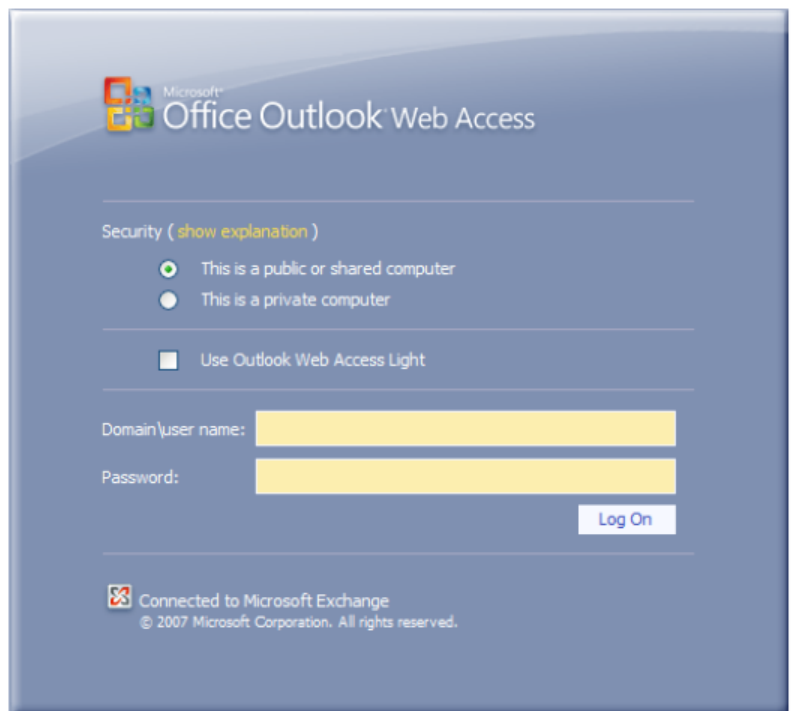 Microsoft®
Office Outlook® Web Access
Security ( show explanation )
This is a public or shared computer
This is a private computer
Use Outlook Web Access Light
Domain\user name:
Password:
Log On
Connected to Microsoft Exchange
© 2007 Microsoft Corporation. All rights reserved.